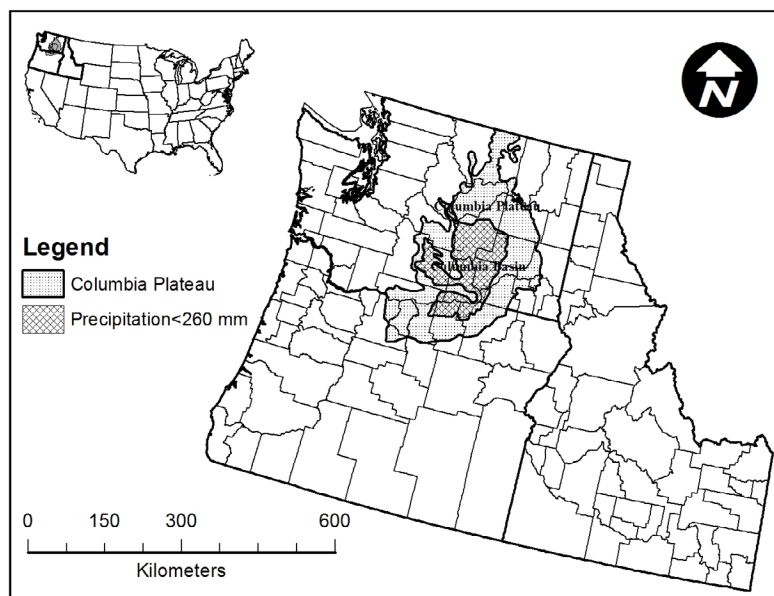 N
Columbia Plateau
Columbia Basin
Legend
Columbia Plateau
Precipitation<260 mm
0 150 300 600
Kilometers